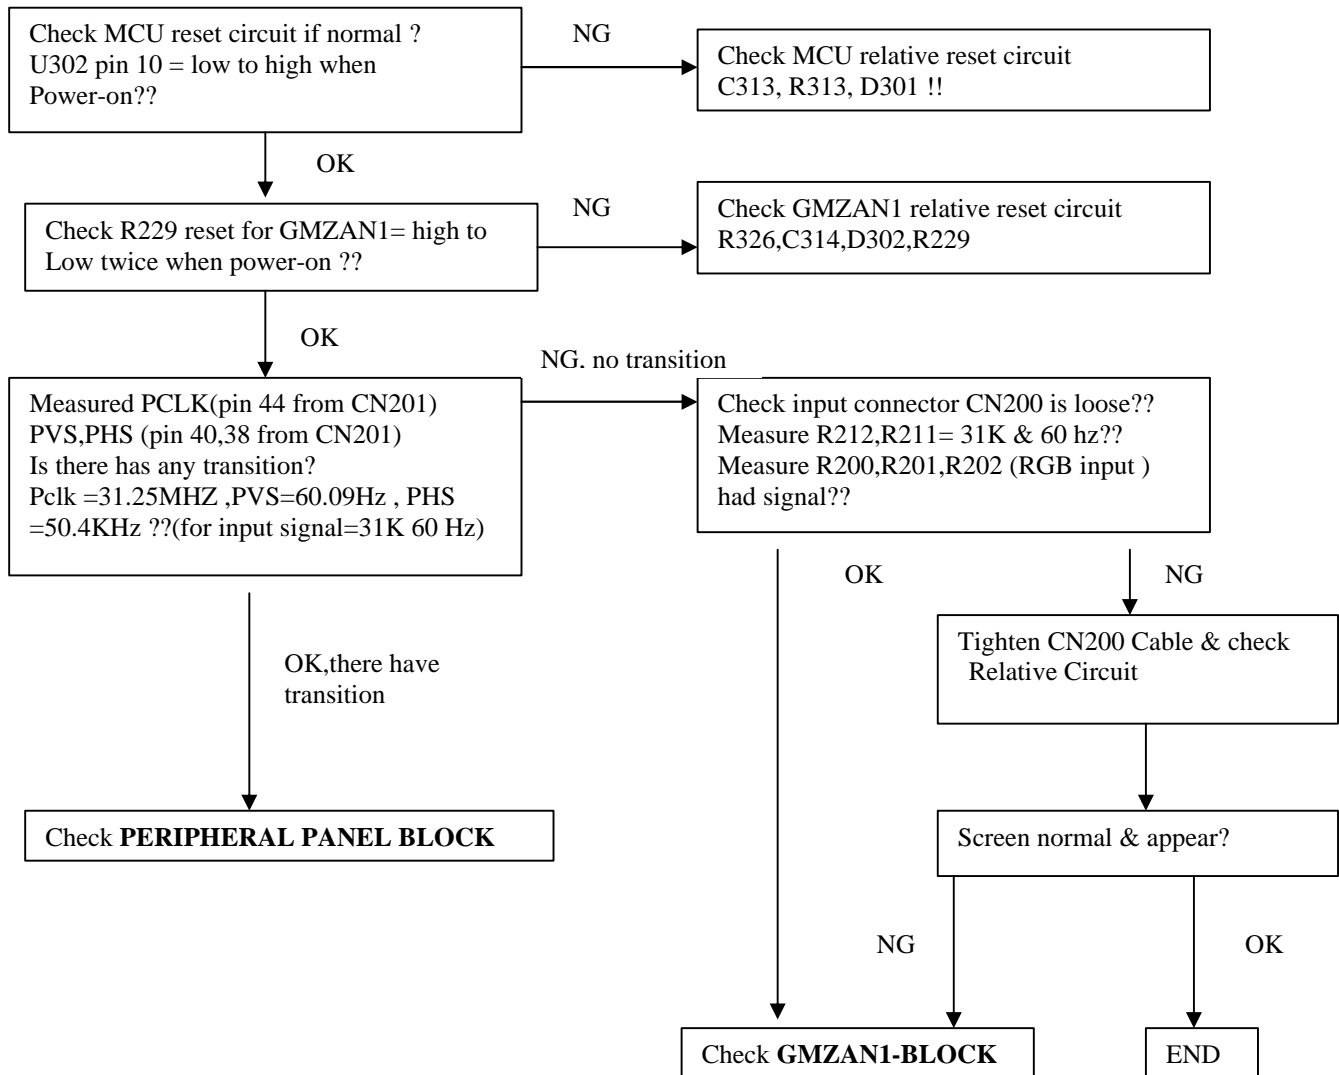 Check MCU reset circuit if normal ?
U302 pin 10 = low to high when
Power-on??
NG
Check MCU relative reset circuit
C313, R313, D301 !!
OK
Check R229 reset for GMZAN1= high to
Low twice when power-on ??
NG
Check GMZAN1 relative reset circuit
R326,C314,D302,R229
OK
NG. no transition
Measured PCLK(pin 44 from CN201)
PVS,PHS (pin 40,38 from CN201)
Is there has any transition?
Pclk =31.25MHZ ,PVS=60.09Hz , PHS
=50.4KHz ??(for input signal=31K 60 Hz)
Check input connector CN200 is loose??
Measure R212,R211= 31K & 60 hz??
Measure R200,R201,R202 (RGB input )
had signal??
OK
NG
Tighten CN200 Cable & check
Relative Circuit
OK,there have
transition
Check PERIPHERAL PANEL BLOCK
Screen normal & appear?
NG
OK
Check GMZAN1-BLOCK
END